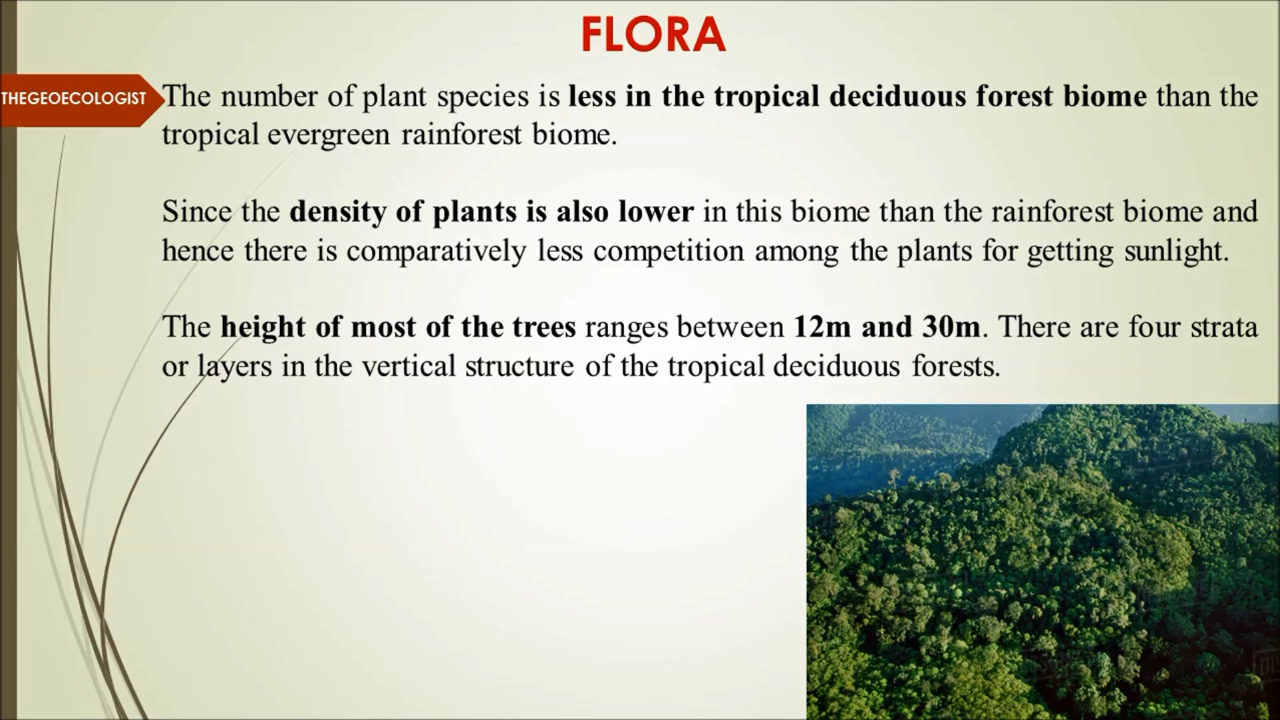 FLORA
THEGEOECOLOGIST
The number of plant species is less in the tropical deciduous forest biome than the
tropical evergreen rainforest biome.
Since the density of plants is also lower in this biome than the rainforest biome and
hence there is comparatively less competition among the plants for getting sunlight.
The height of most of the trees ranges between 12m and 30m. There are four strata
or layers in the vertical structure of the tropical deciduous forests.